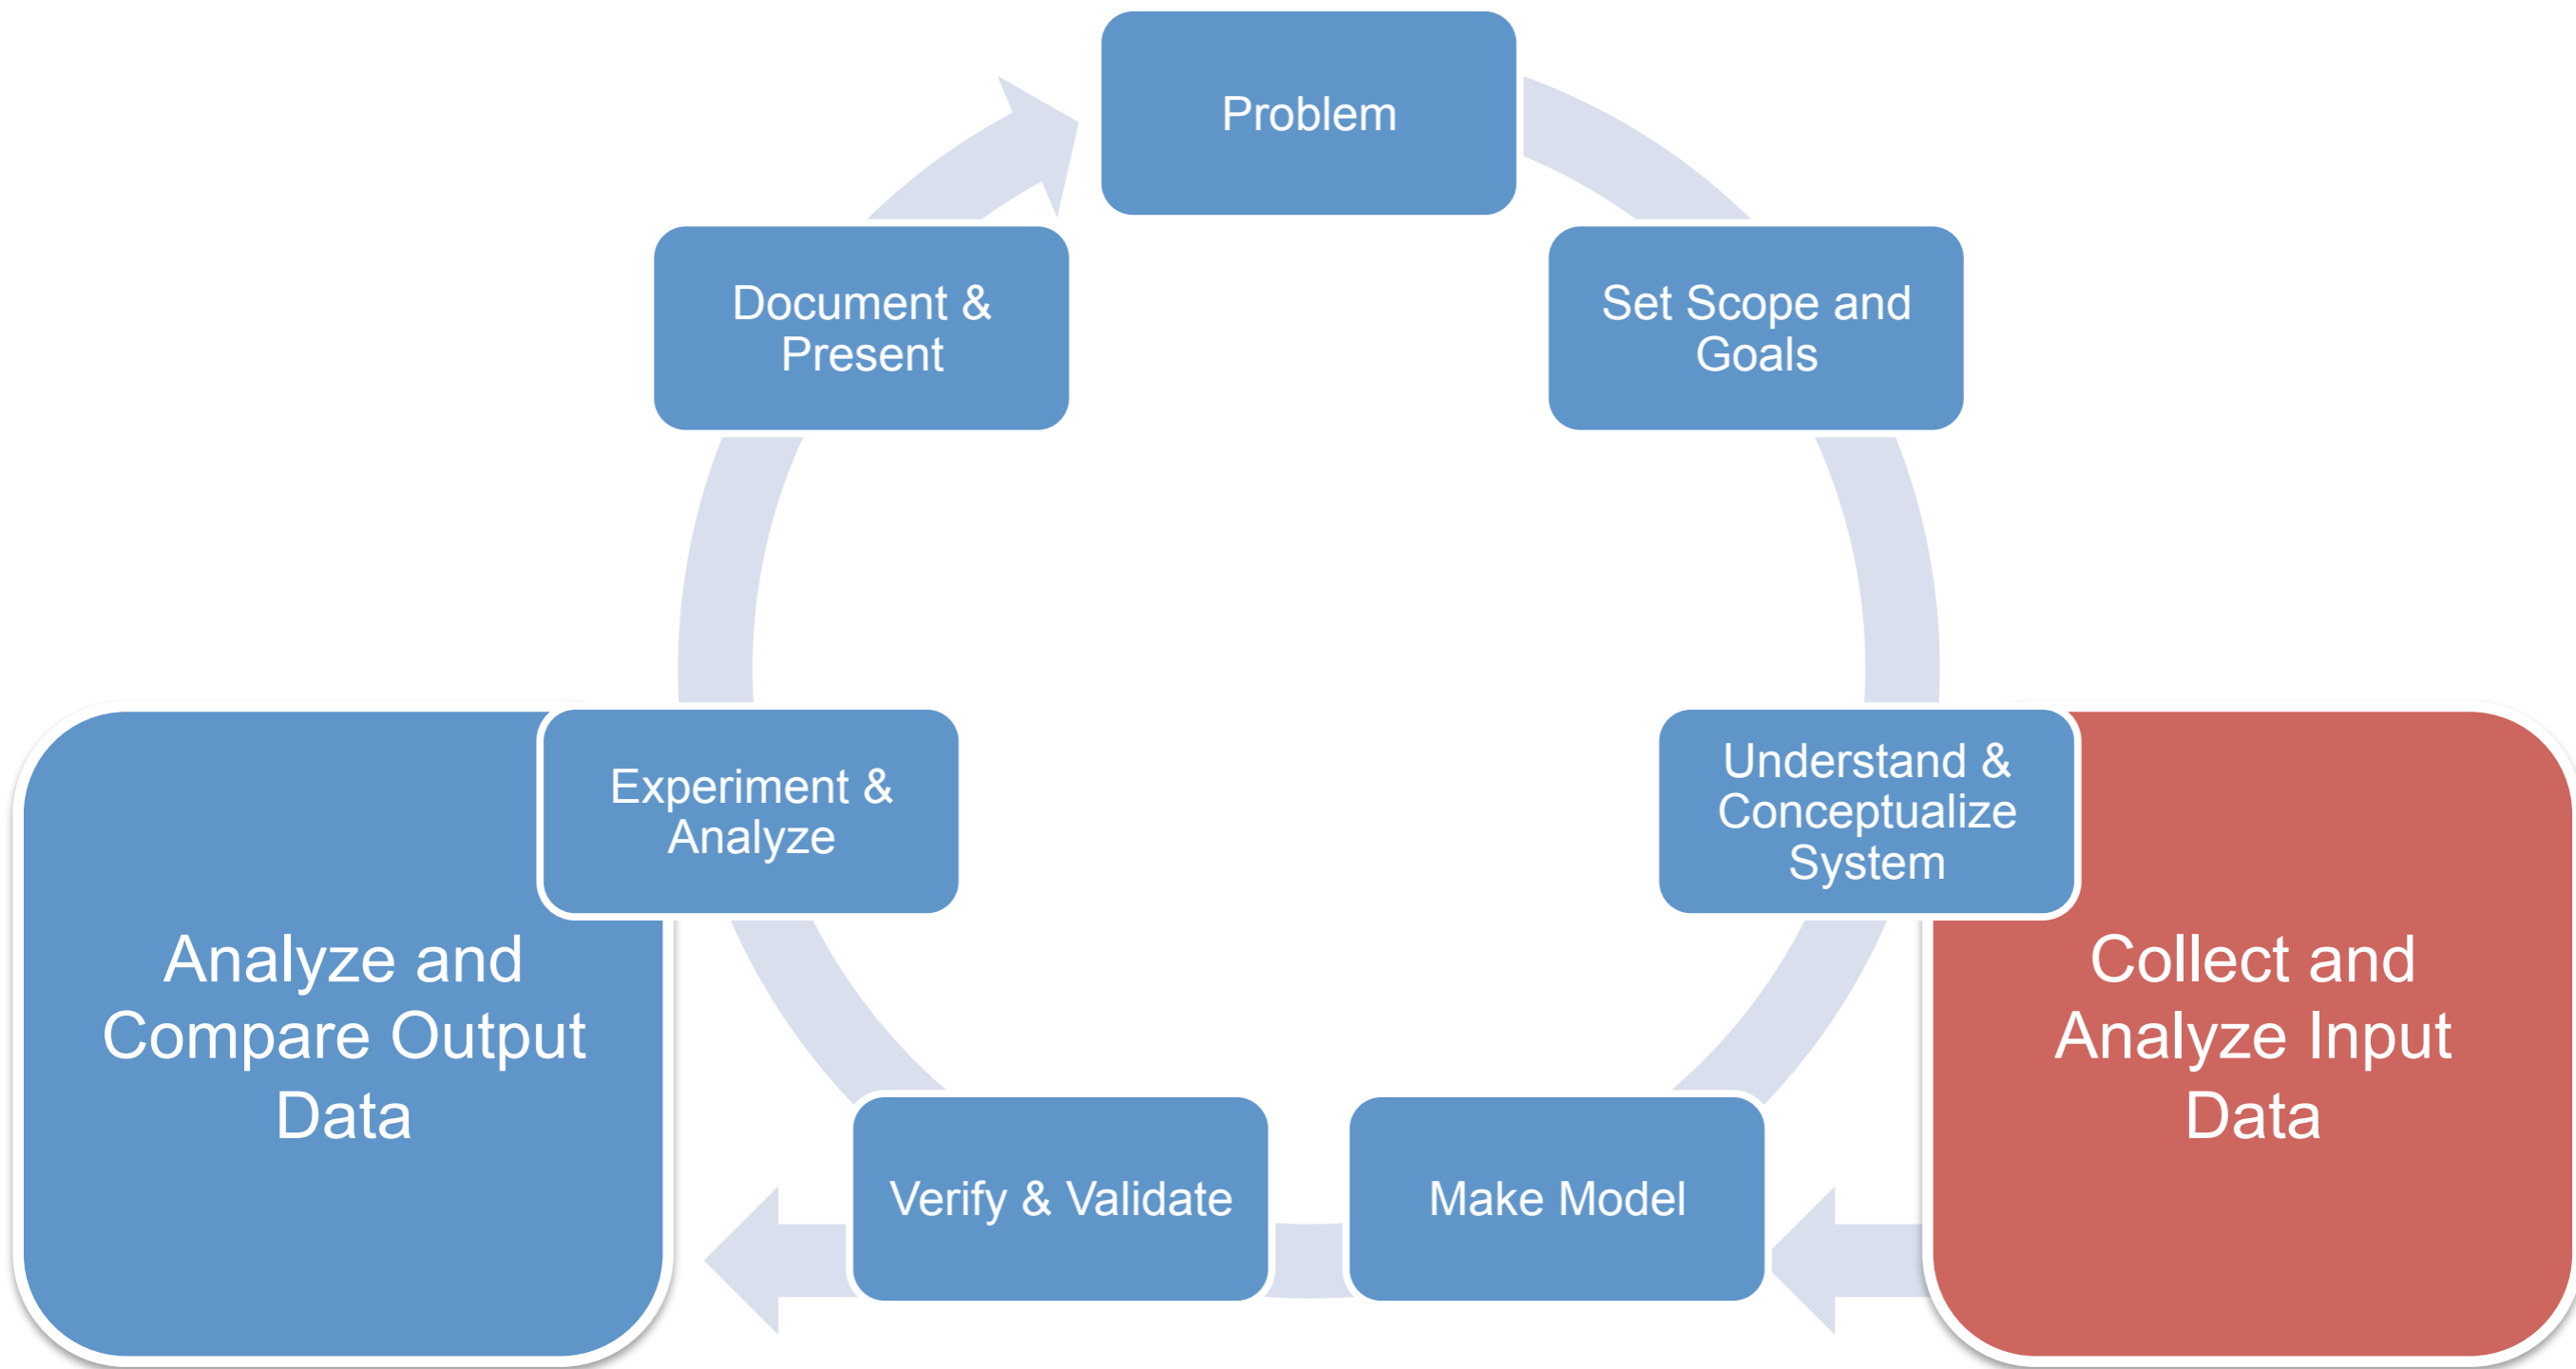 Problem
Set Scope and
Goals
Understand &
Conceptualize
System
Collect and
Analyze Input
Data
Make Model
Verify & Validate
Experiment &
Analyze
Analyze and
Compare Output
Data
Document &
Present